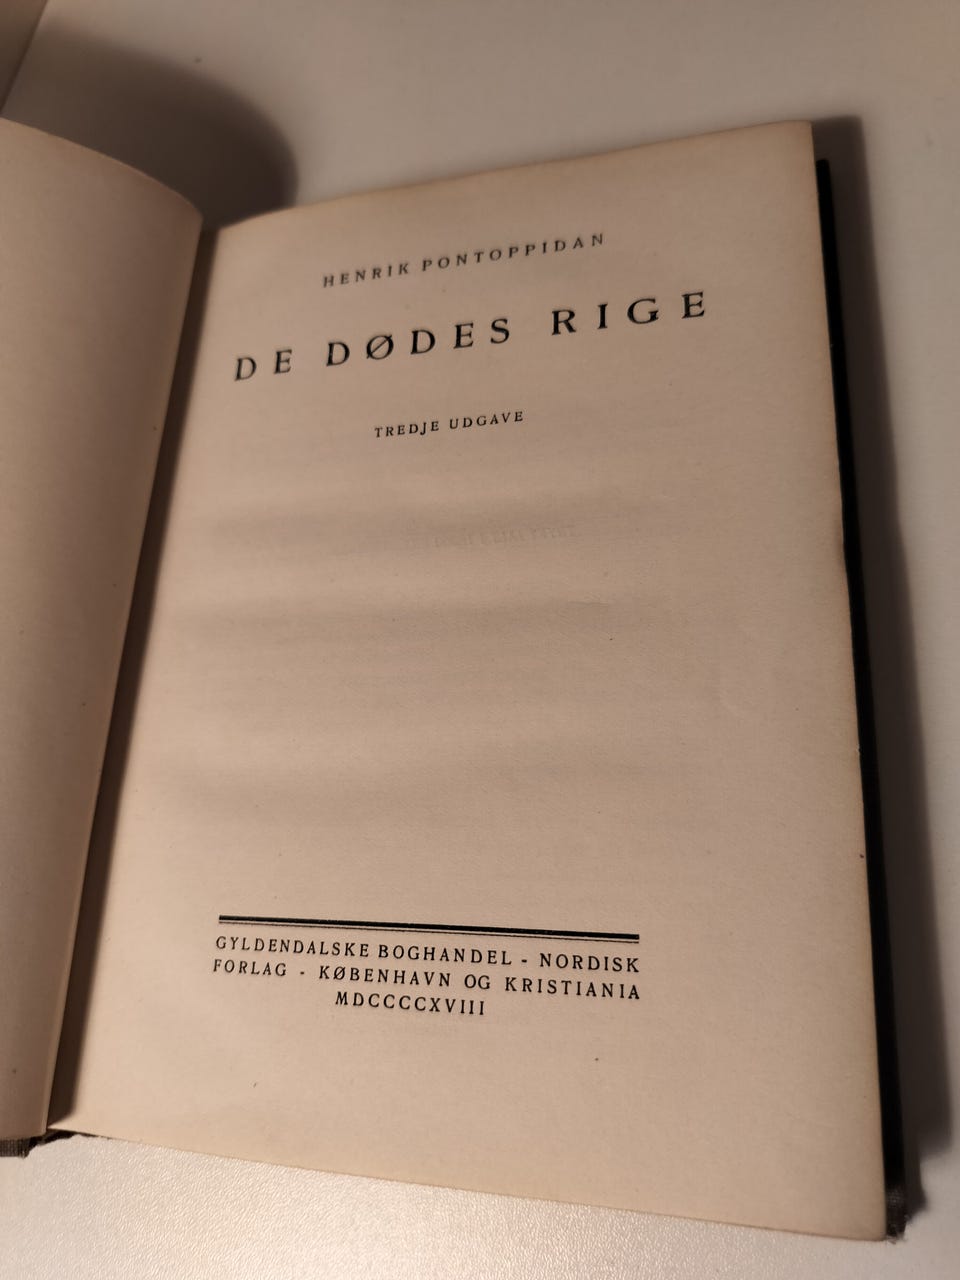 HENRIK PONTOPPIDAN
DE DØDES RIGE
TREDJE UDGAVE
GYLDENDALSKE BOGHANDEL - NORDISK
FORLAG - KØBENHAVN OG KRISTIANIA
MDCCCCXVIII